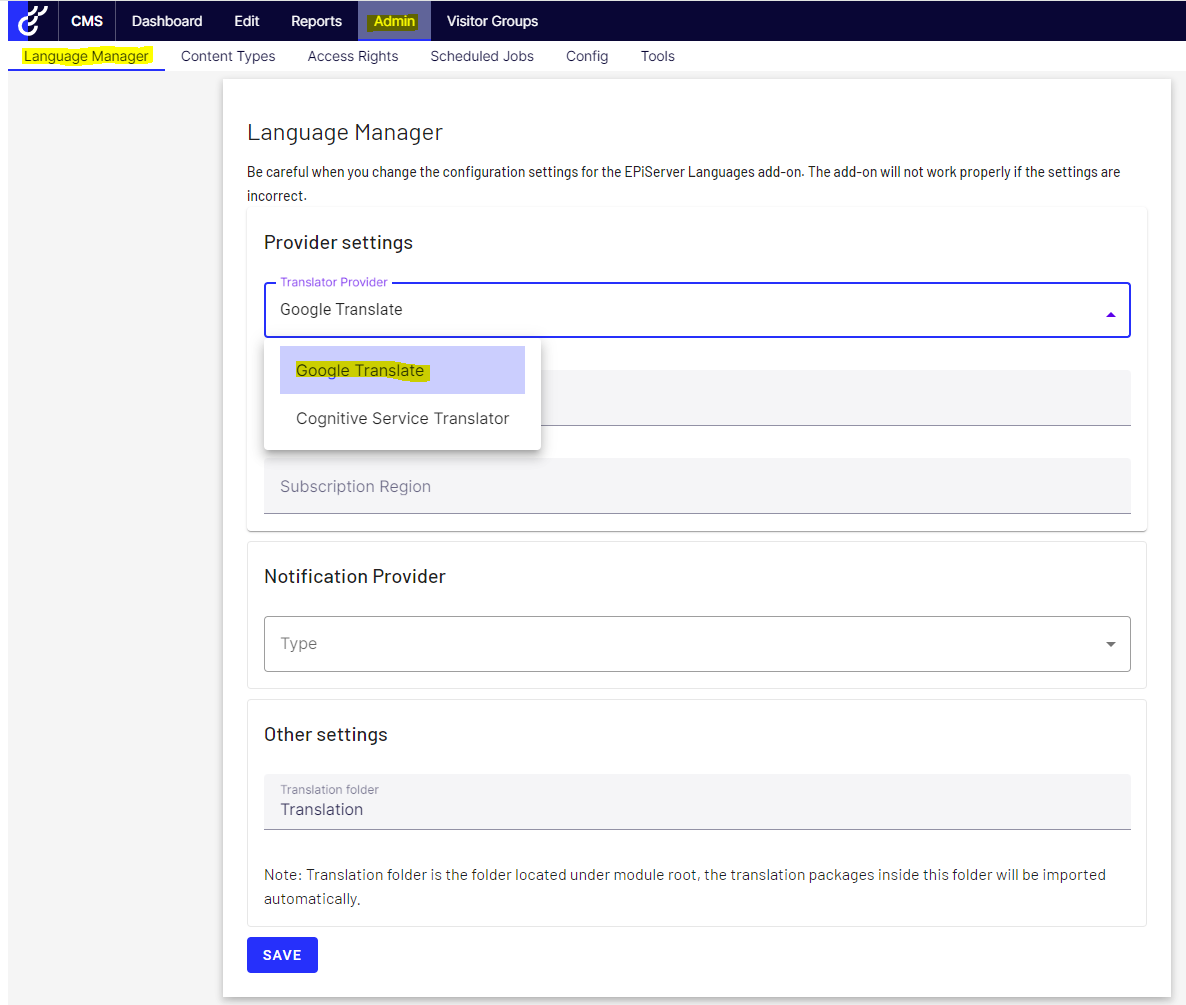 CMS Dashboard Edit Reports Admin Visitor Groups
Language Manager Content Types Access Rights Scheduled Jobs Config Tools
Language Manager
Be careful when you change the configuration settings for the EPiServer Languages add-on. The add-on will not work properly if the settings are
incorrect.
Provider settings
Translator Provider
Google Translate
Google Translate
Cognitive Service Translator
Subscription Region
Notification Provider
Type
Other settings
Translation folder
Translation
Note: Translation folder is the folder located under module root, the translation packages inside this folder will be imported
automatically.
SAVE